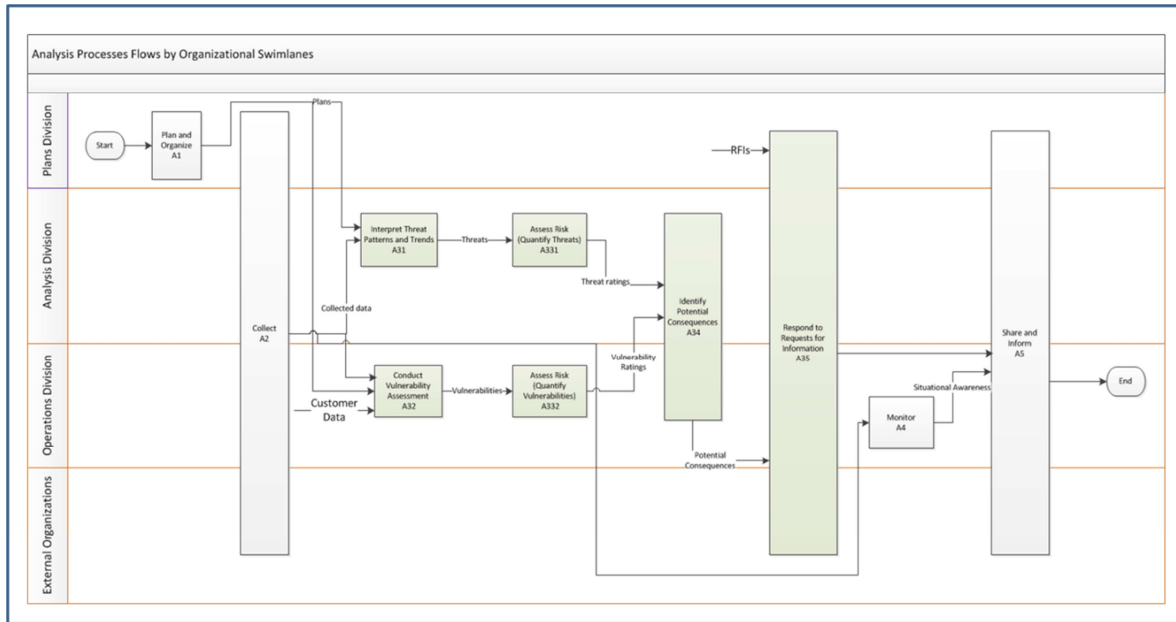 Analysis Processes Flows by Organizational Swimlanes
Plans Division
Start
Plan and
Organize
A1
Plans
RFIs
Analysis Division
Interpret Threat
Patterns and Trends
A31
Threats
Assess Risk
(Quantify Threats)
A331
Threat ratings
Collected data
Collect
A2
Identify
Potential
Consequences
A34
Respond to
Requests for
Information
A35
Share and
Inform
A5
Vulnerability
Ratings
Operations Division
Conduct
Vulnerability
Assessment
A32
Vulnerabilities
Assess Risk
(Quantify
Vulnerabilities)
A332
Customer
Data
Situational Awareness
Monitor
A4
End
Potential
Consequences
External Organizations